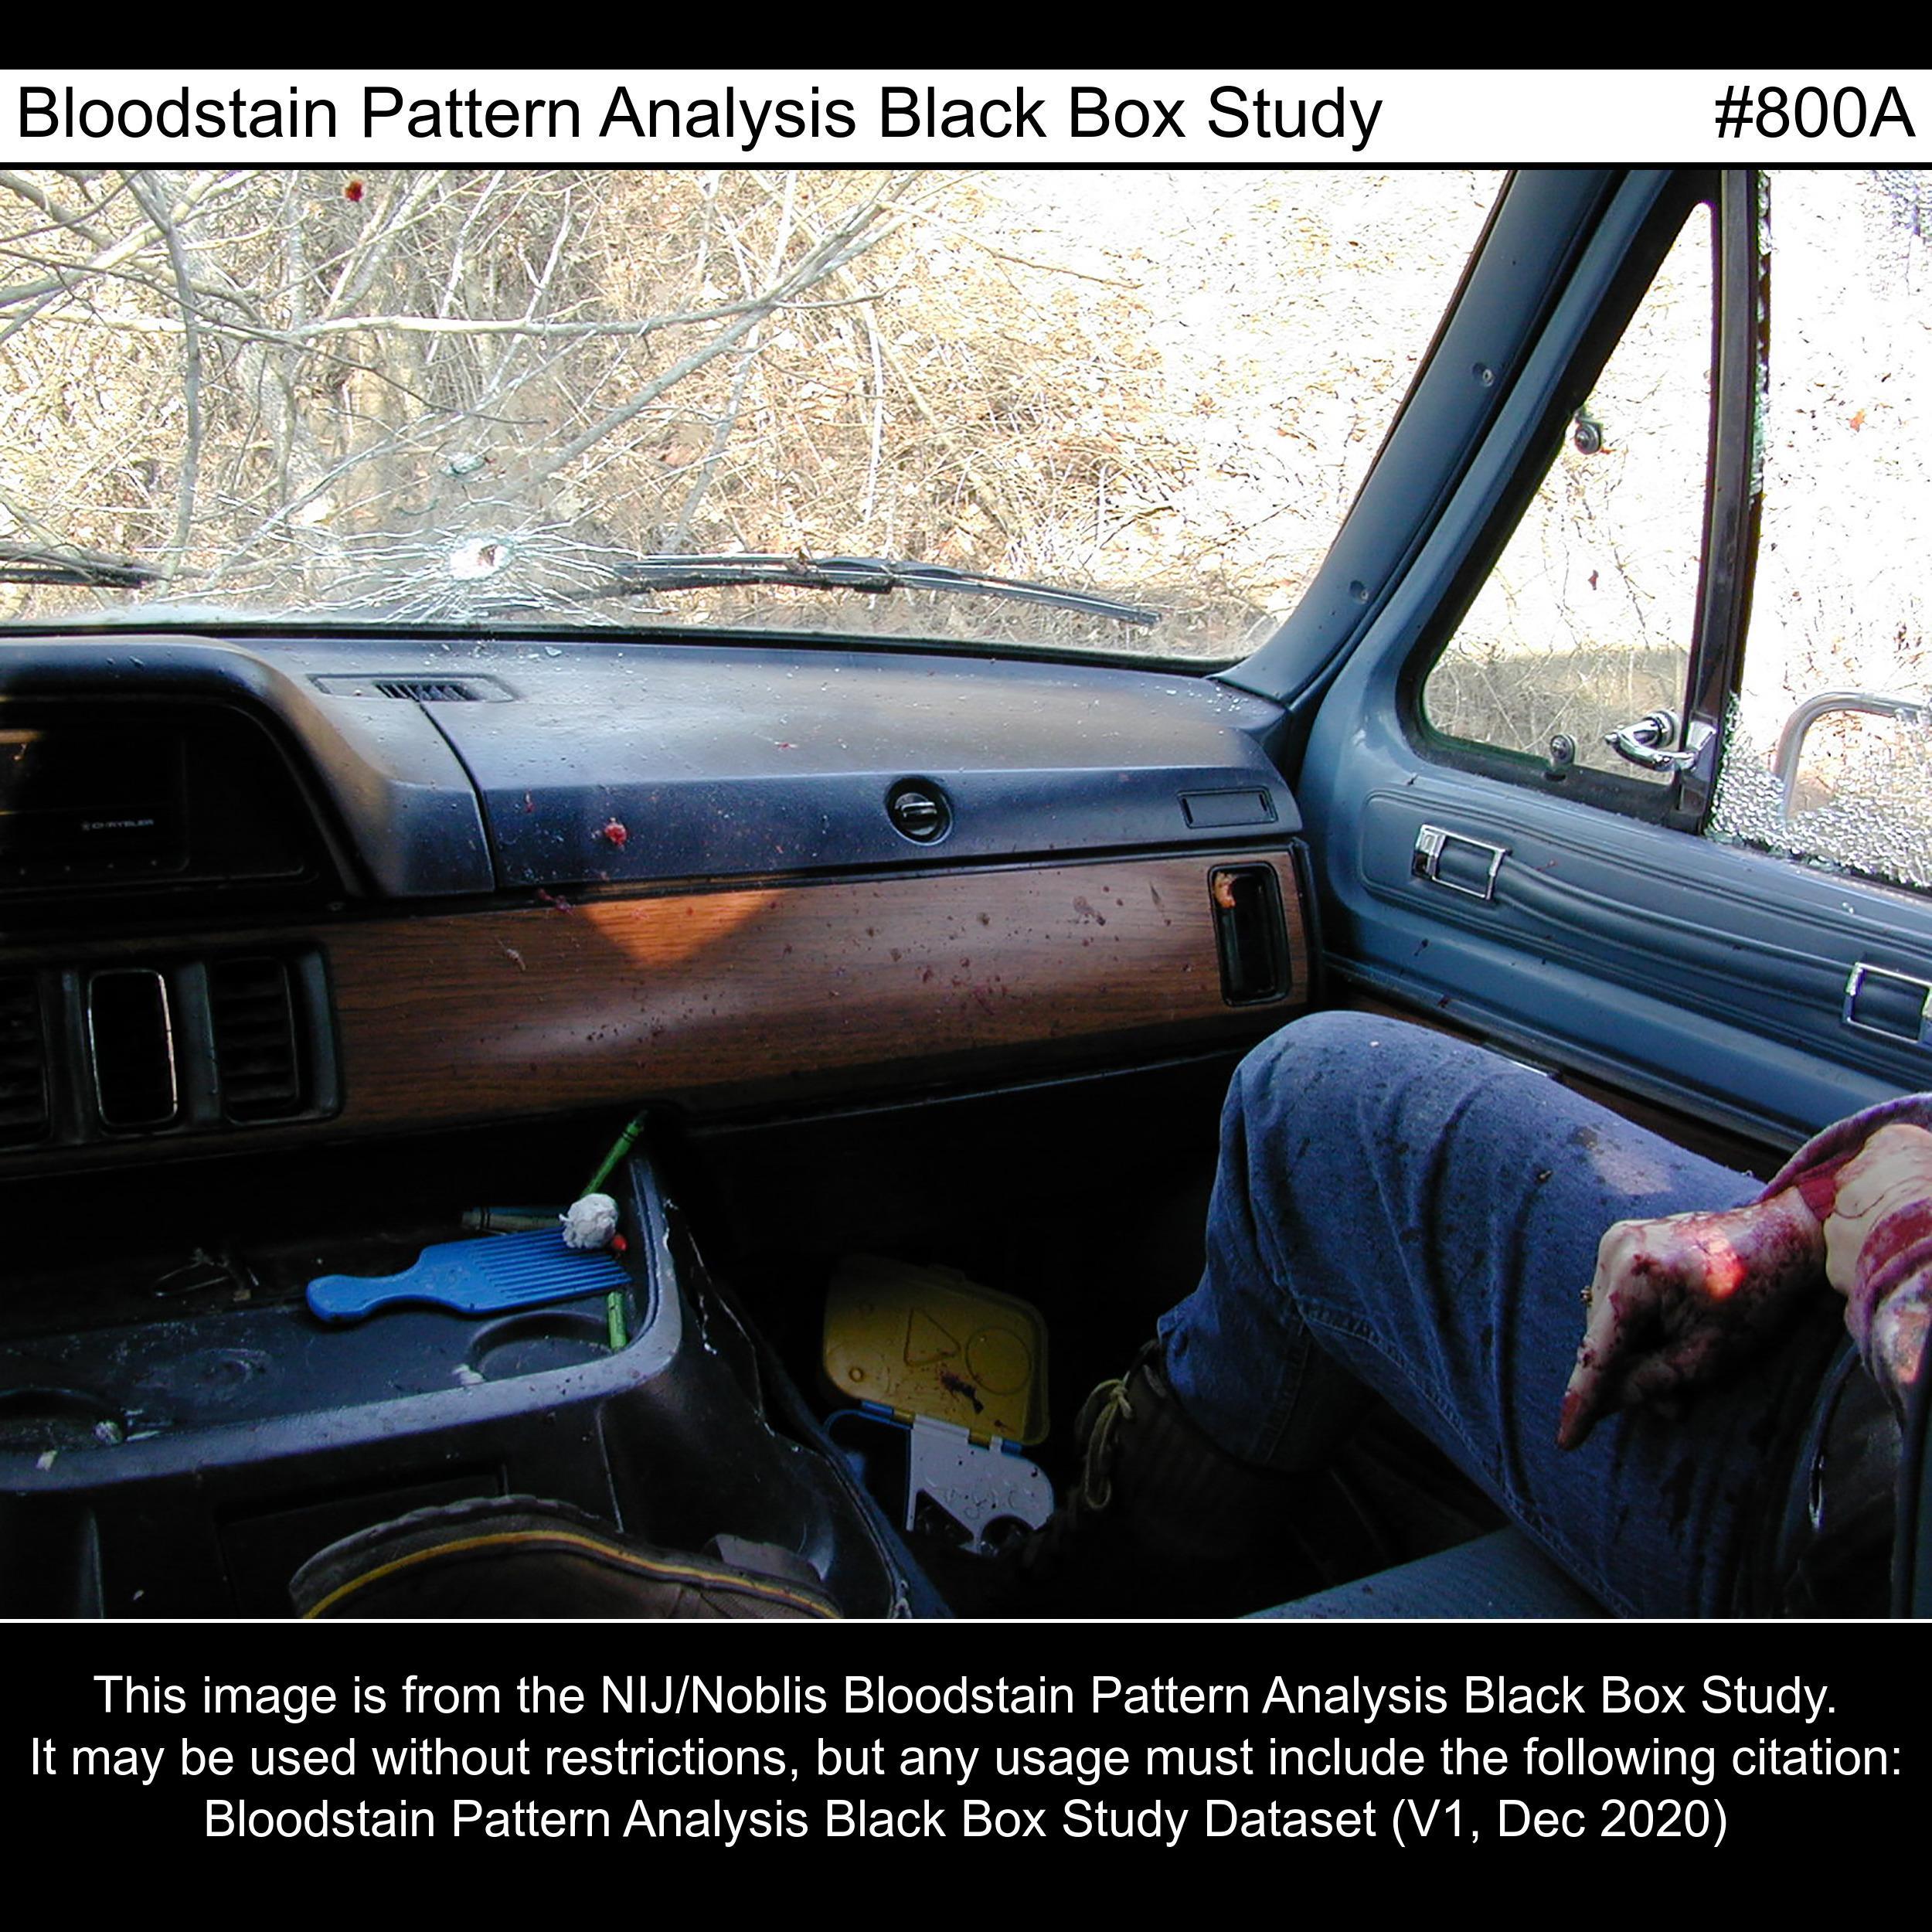 Bloodstain Pattern Analysis Black Box Study #800A
CHRYSLER
This image is from the NIJ/Noblis Bloodstain Pattern Analysis Black Box Study.
It may be used without restrictions, but any usage must include the following citation:
Bloodstain Pattern Analysis Black Box Study Dataset (V1, Dec 2020)